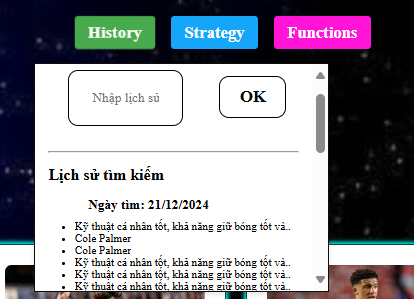 History Strategy Functions
Nhập lịch sử OK
Lịch sử tìm kiếm
Ngày tìm: 21/12/2024
Kỹ thuật cá nhân tốt, khả năng giữ bóng tốt và..
Cole Palmer
Cole Palmer
Kỹ thuật cá nhân tốt, khả năng giữ bóng tốt và..
Kỹ thuật cá nhân tốt, khả năng giữ bóng tốt và..
Kỹ thuật cá nhân tốt, khả năng giữ bóng tốt và..